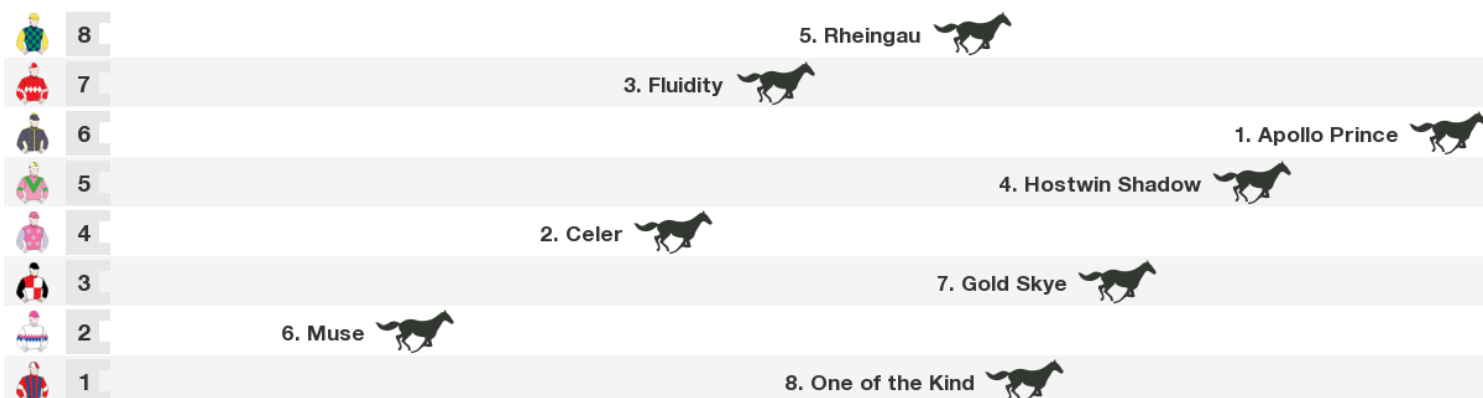 8 5. Rheingau
7 3. Fluidity
6 1. Apollo Prince
5 4. Hostwin Shadow
4 2. Celer
3 7. Gold Skye
2 6. Muse
1 8. One of the Kind